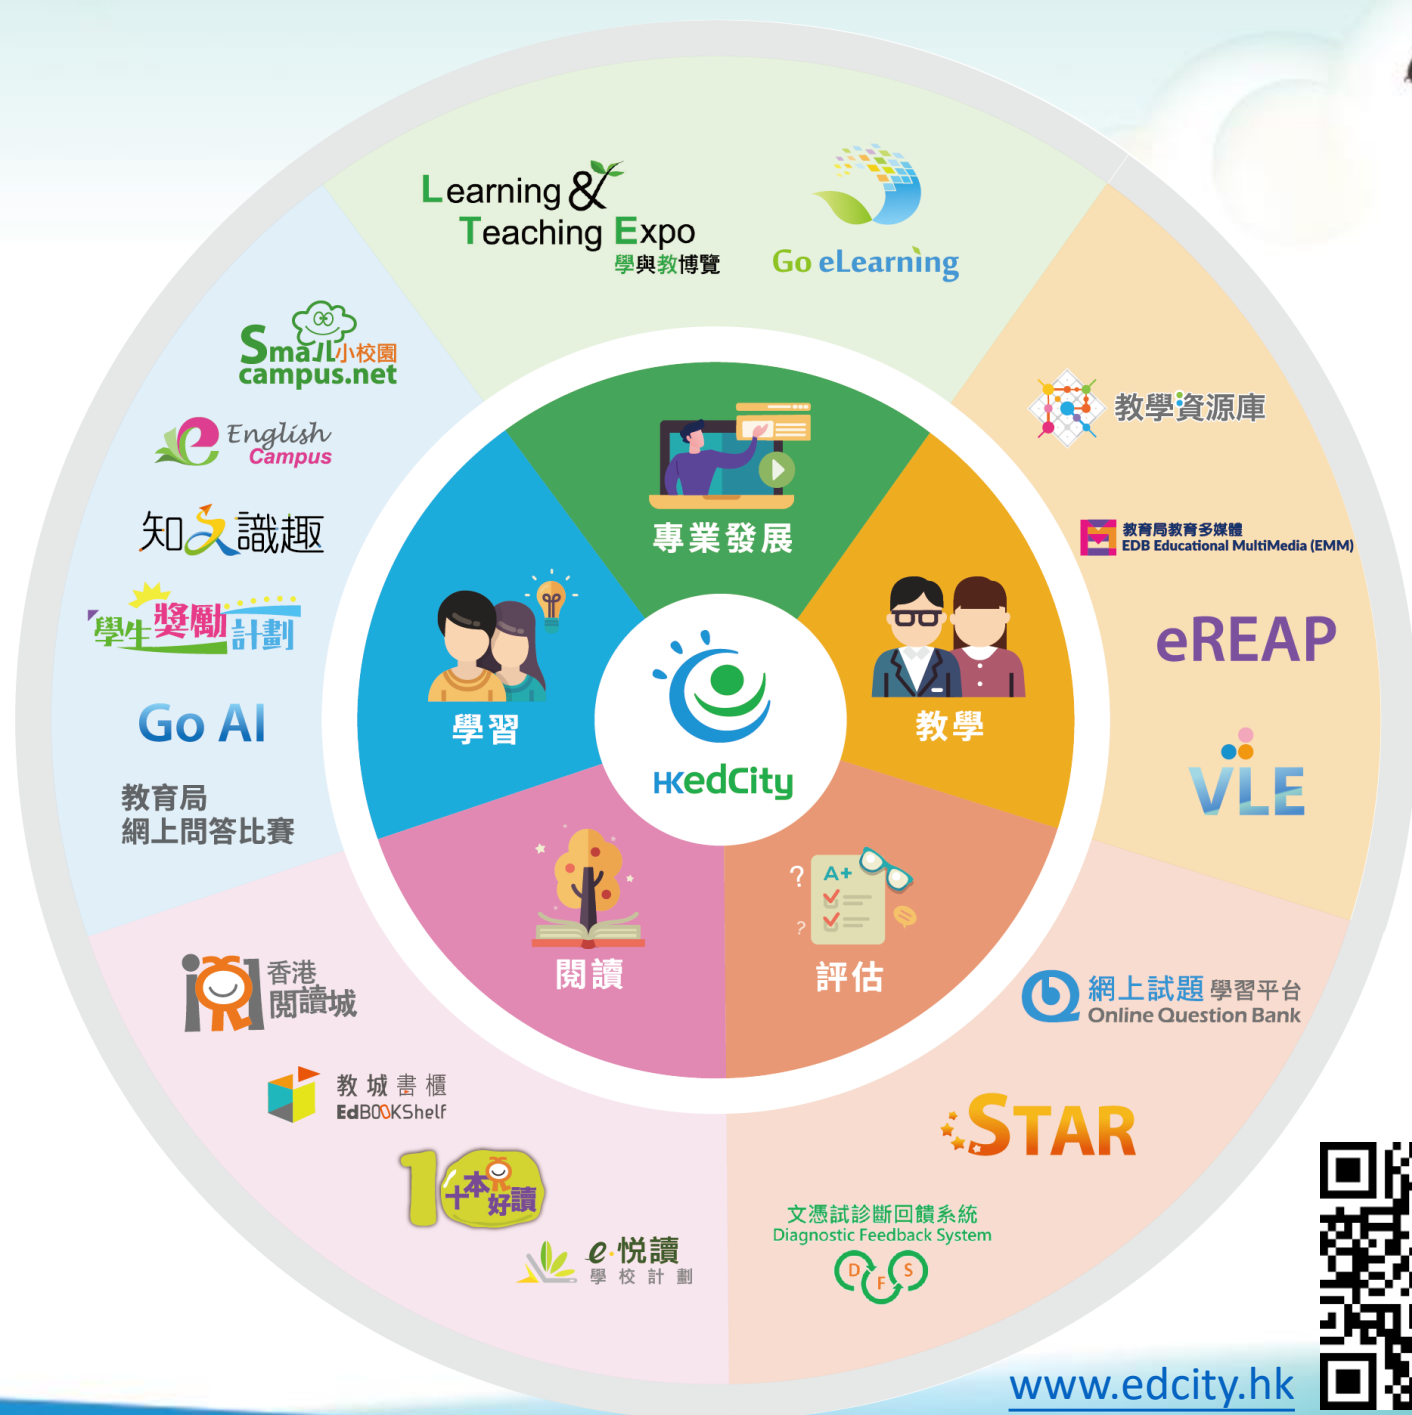 Learning &
Teaching Expo
學與教博覽
Go eLearning
Small小校園
campus.net
English
Campus
知文識趣
學生獎勵計劃
Go AI
教育局
網上問答比賽
教學資源庫
教育局教育多媒體
EDB Educational MultiMedia (EMM)
eREAP
VLE
專業發展
學習
教學
HKedCity
閱讀
A+
?
?
評估
香港
閱讀城
教城書櫃
EdBOOKShelf
10
十本好讀
e·悅讀
學校計劃
網上試題 學習平台
Online Question Bank
STAR
文憑試診斷回饋系統
Diagnostic Feedback System
D F S
www.edcity.hk